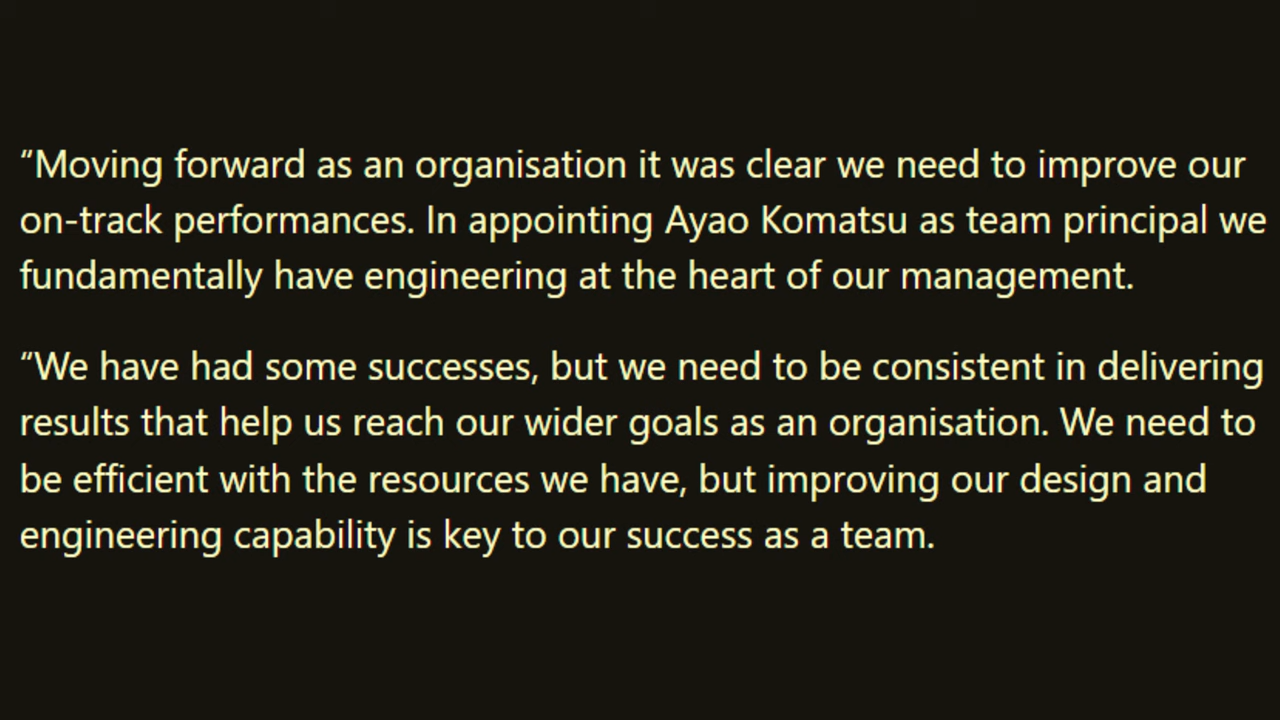 “Moving forward as an organisation it was clear we need to improve our
on-track performances. In appointing Ayao Komatsu as team principal we
fundamentally have engineering at the heart of our management.
“We have had some successes, but we need to be consistent in delivering
results that help us reach our wider goals as an organisation. We need to
be efficient with the resources we have, but improving our design and
engineering capability is key to our success as a team.